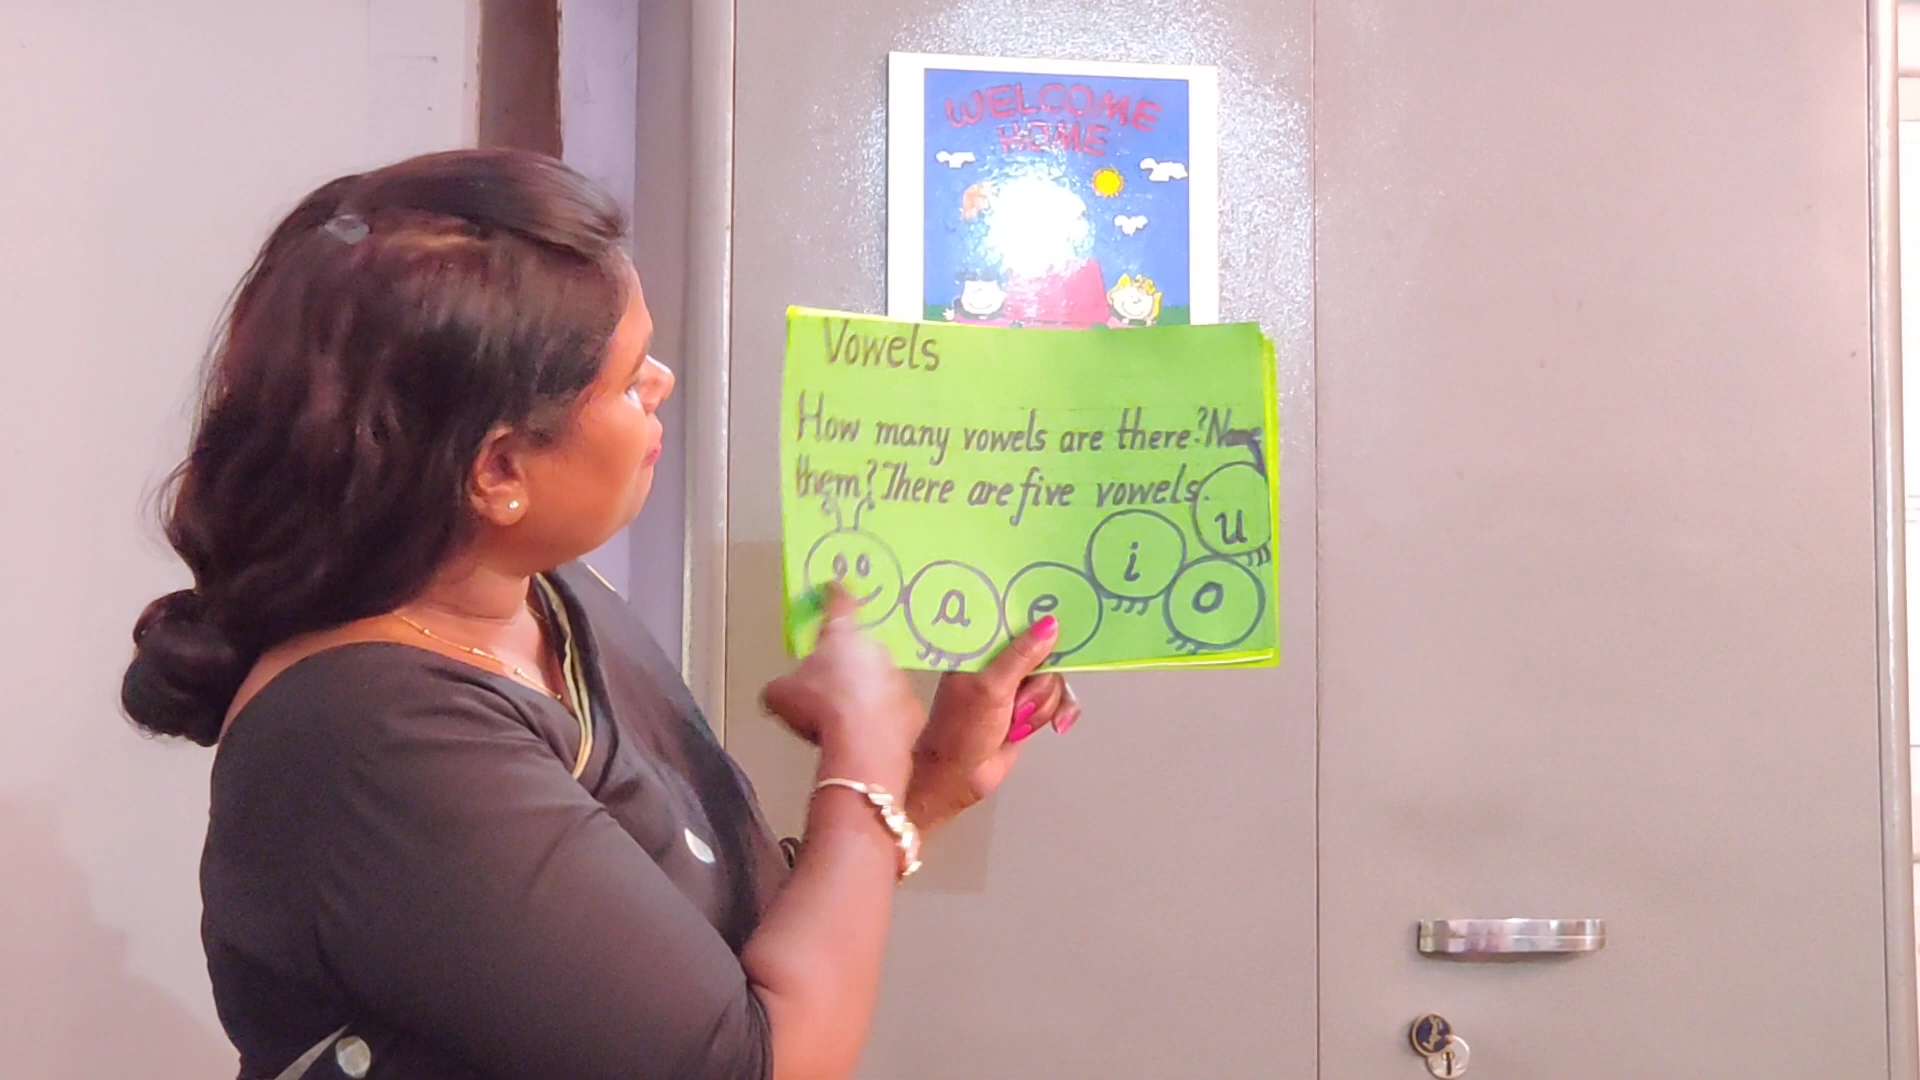 WELCOME
HOME
Vowels
How many vowels are there? Name
them? There are five vowels.
a e i o u